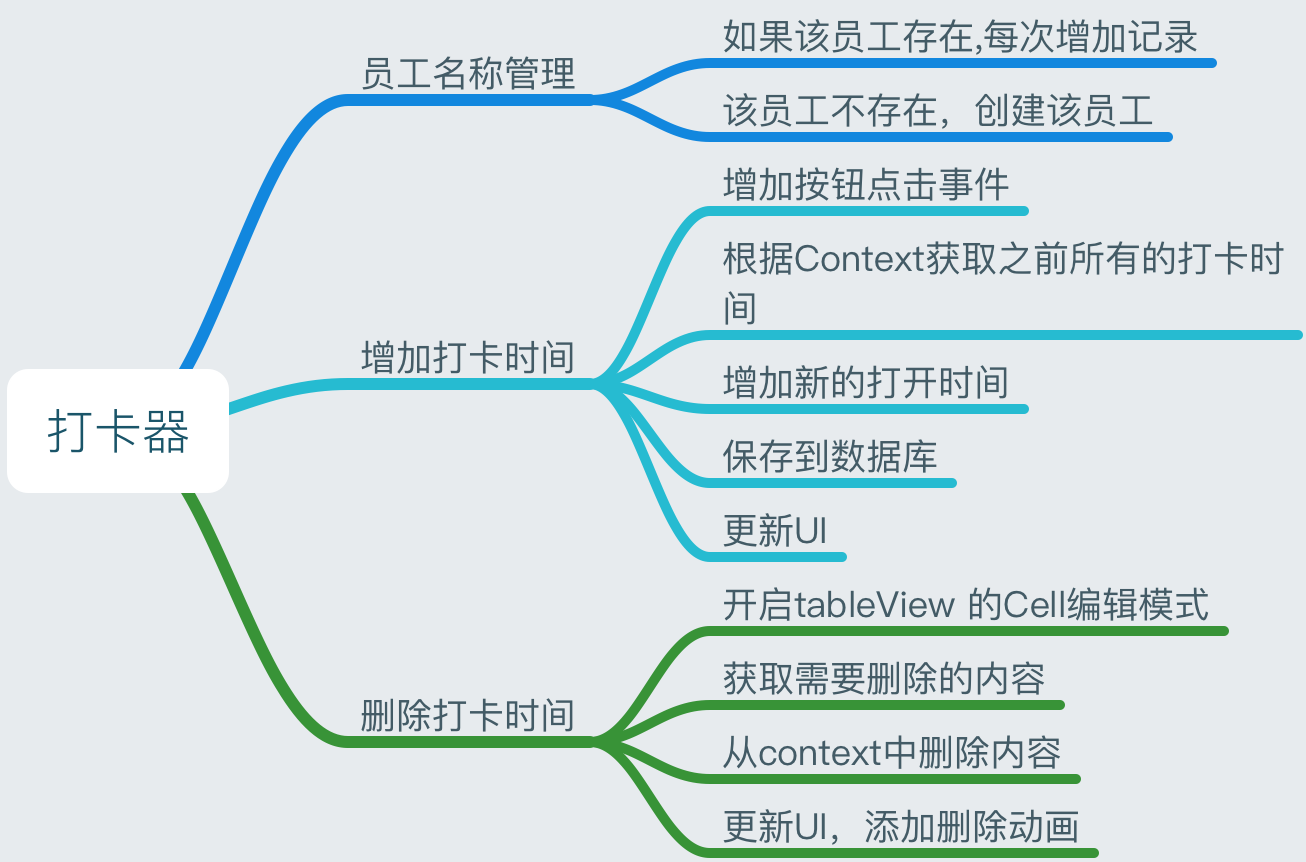 打卡器
员工名称管理
如果该员工存在,每次增加记录
该员工不存在，创建该员工
增加打卡时间
增加按钮点击事件
根据Context获取之前所有的打卡时
间
增加新的打开时间
保存到数据库
更新UI
删除打卡时间
开启tableView 的Cell编辑模式
获取需要删除的内容
从context中删除内容
更新UI，添加删除动画